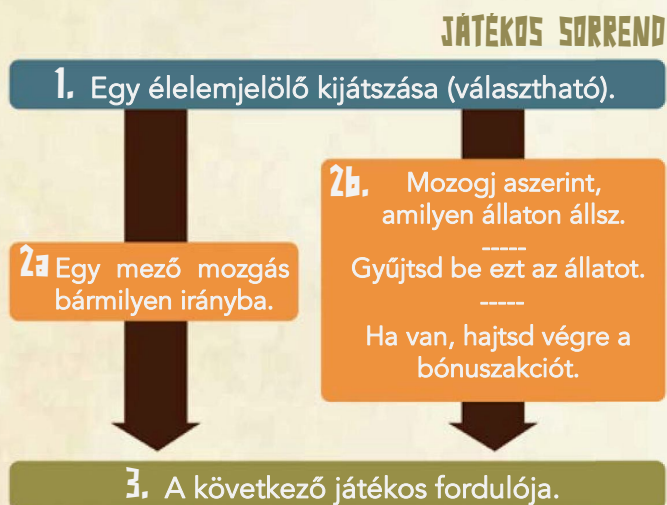 JÁTÉKOS SORREND
1. Egy élelemjelölő kijátszása (választható).
2a Egy mező mozgás
bármilyen irányba.
2b. Mozogj aszerint,
amilyen állaton állsz.
-----
Gyűjtsd be ezt az állatot.
-----
Ha van, hajtsd végre a
bónuszakciót.
3. A következő játékos fordulója.